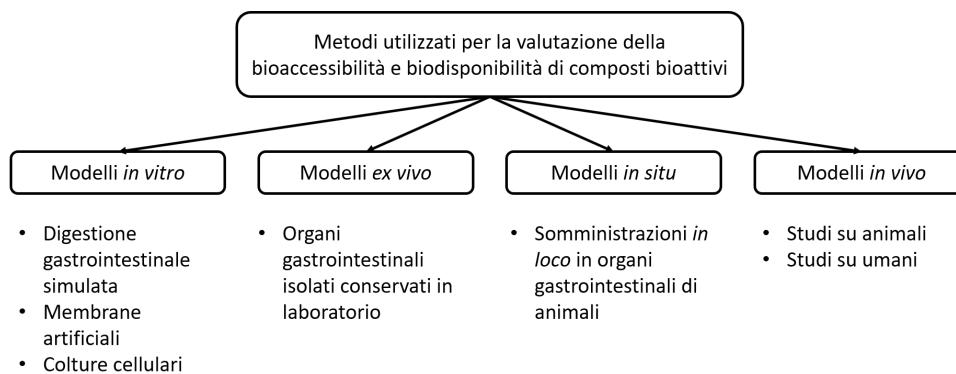 Metodi utilizzati per la valutazione della
bioaccessibilità e biodisponibilità di composti bioattivi
Modelli in vitro
Modelli ex vivo
Modelli in situ
Modelli in vivo
• Digestione
gastrointestinale
simulata
• Membrane
artificiali
• Colture cellulari
• Organi
gastrointestinali
isolati conservati in
laboratorio
• Somministrazioni in
loco in organi
gastrointestinali di
animali
• Studi su animali
• Studi su umani